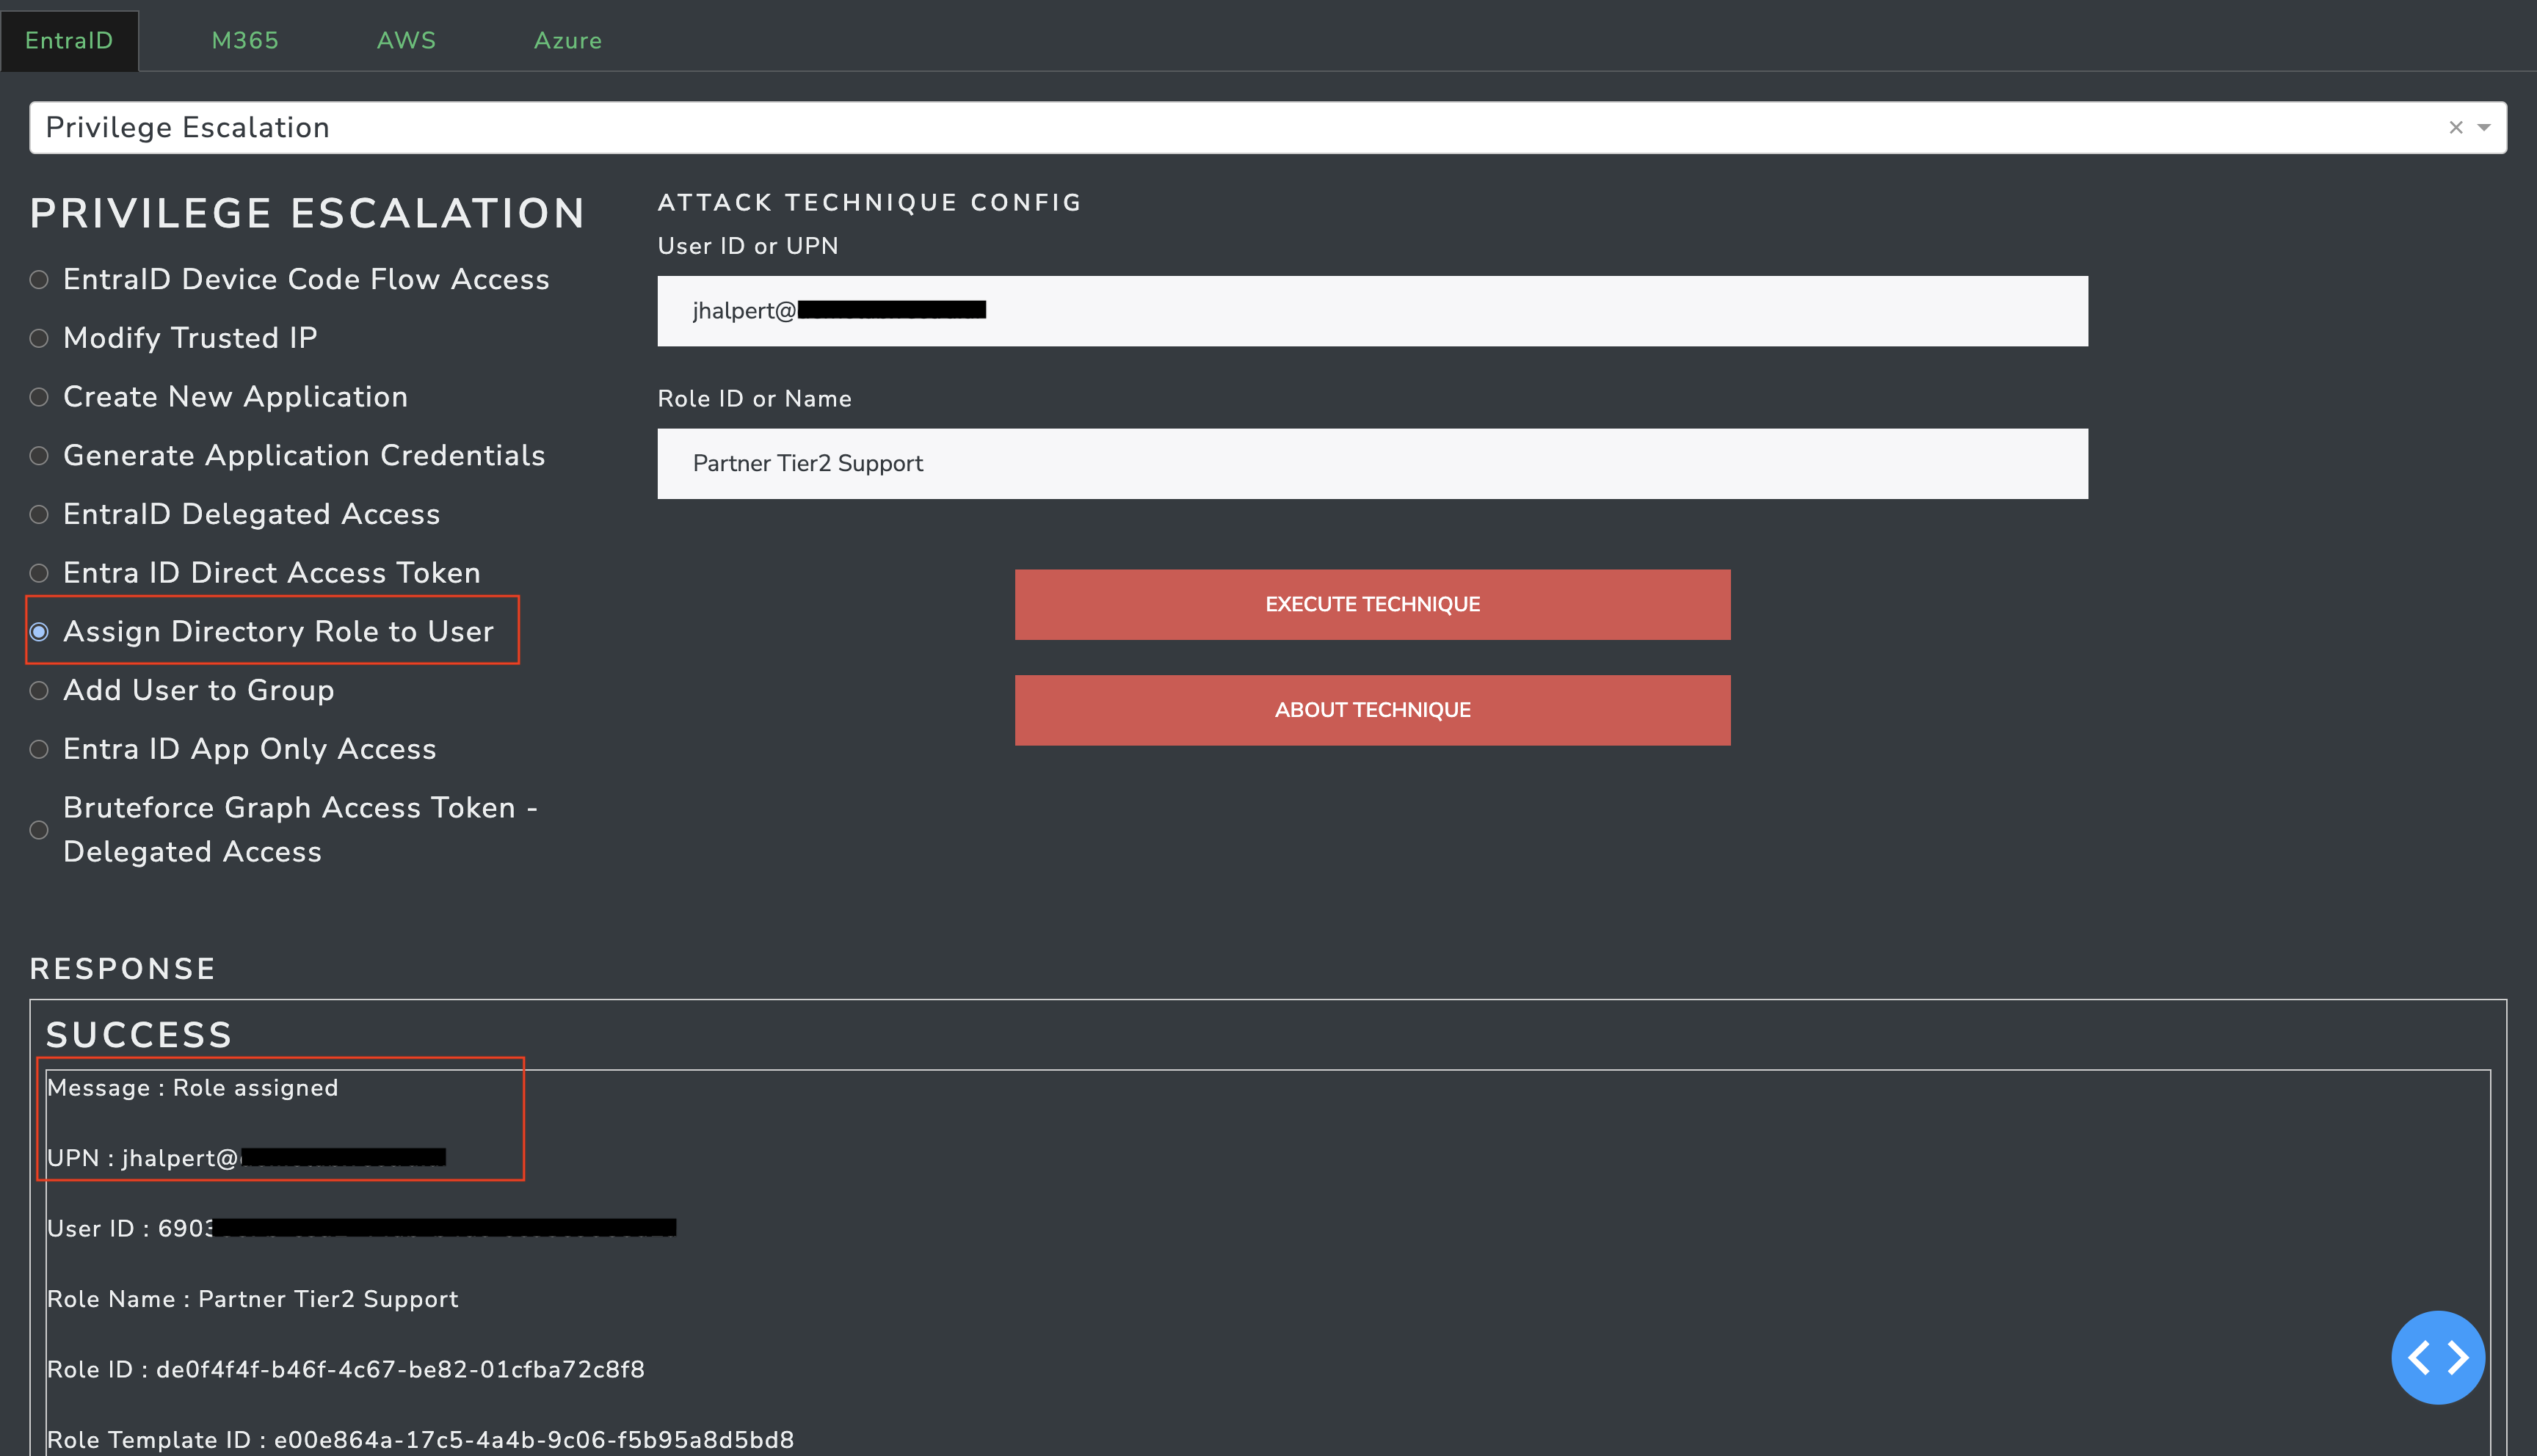 EntraID M365 AWS Azure
Privilege Escalation
PRIVILEGE ESCALATION
EntraID Device Code Flow Access
Modify Trusted IP
Create New Application
Generate Application Credentials
EntraID Delegated Access
Entra ID Direct Access Token
Assign Directory Role to User
Add User to Group
Entra ID App Only Access
Bruteforce Graph Access Token -
Delegated Access
ATTACK TECHNIQUE CONFIG
User ID or UPN
jhalpert@
Role ID or Name
Partner Tier2 Support
EXECUTE TECHNIQUE
ABOUT TECHNIQUE
RESPONSE
SUCCESS
Message : Role assigned
UPN : jhalpert@
User ID : 6903
Role Name : Partner Tier2 Support
Role ID : de0f4f4f-b46f-4c67-be82-01cfba72c8f8
Role Template ID : e00e864a-17c5-4a4b-9c06-f5b95a8d5bd8